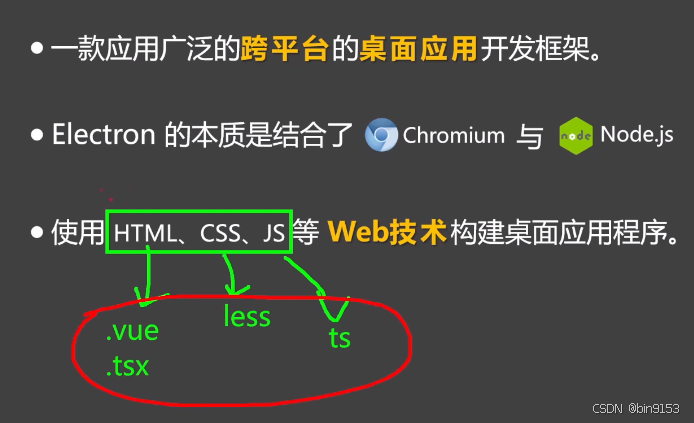 ● 一款应用广泛的跨平台的桌面应用开发框架。
● Electron 的本质是结合了 Chromium 与 node Node.js
● 使用 HTML、CSS、JS 等 Web技术构建桌面应用程序。
.vue less ts
.tsx
CSDN @bin9153